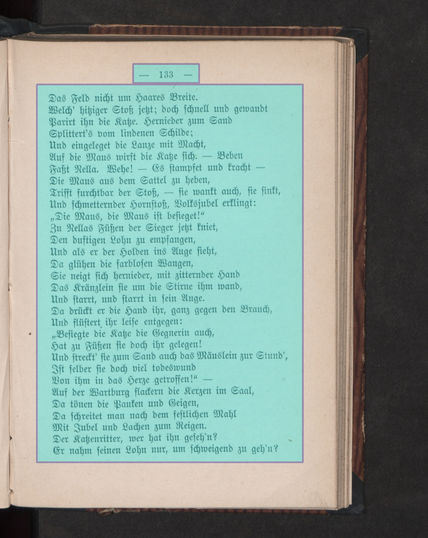 — 133 —
Das Feld nicht um Haares Breite.
Welch' hitziger Stoß jetzt; doch schnell und gewandt
Pariert ihn die Katze. Hernieder zum Sand
Splittert's vom lindenen Schilde;
Und eingeleget die Lanze mit Macht,
Auf die Maus wirft die Katze sich. — Beben
Faßt Nella. Wehe! — Es stampfet und kracht —
Die Maus aus dem Sattel zu heben,
Trifft furchtbar der Stoß, — sie wankt auch, sie sinkt,
Und schmetternder Hornstoß, Volksjubel erklingt:
„Die Maus, die Maus ist besieget!“
Zu Nellas Füßen der Sieger jetzt kniet,
Den duftigen Lohn zu empfangen,
Und als er der Holden ins Auge sieht,
Da glühen die farblosen Wangen,
Sie neigt sich hernieder, mit zitternder Hand
Das Kränzlein sie um die Stirne ihm wand,
Und starrt, und starrt in sein Auge.
Da drückt er die Hand ihr, ganz gegen den Brauch,
Und flüstert ihr leise entgegen:
„Besiegte die Katze die Gegnerin auch,
Hat zu Füßen sie doch ihr gelegen!
Und streckt' sie zum Sand auch das Mäuslein zur Stund',
Ist selber sie doch viel todeswund
Von ihm in das Herze getroffen!“ —
Auf der Wartburg flackern die Kerzen im Saal,
Da tönen die Pauken und Geigen,
Da schreitet man nach dem festlichen Mahl
Mit Jubel und Lachen zum Reigen.
Der Katzenritter, wer hat ihn geseh'n?
Er nahm seinen Lohn nur, um schweigend zu geh'n?